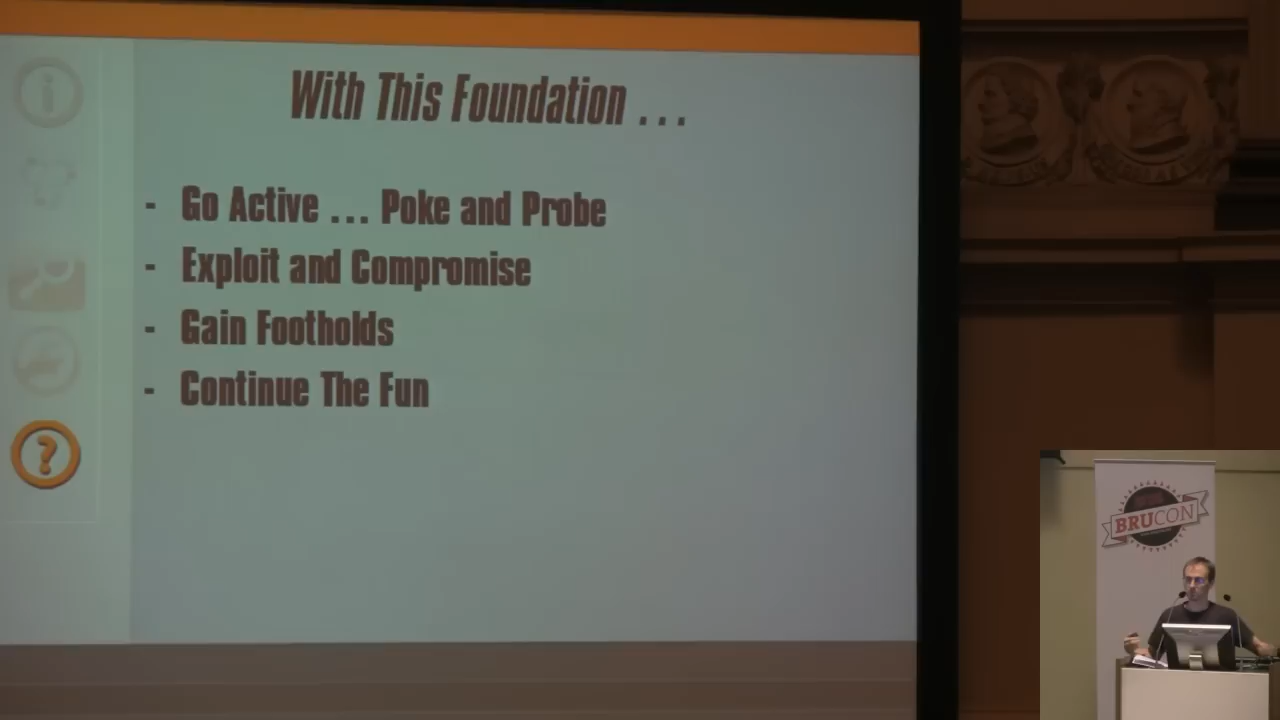 With This Foundation ...
- Go Active ... Poke and Probe
- Exploit and Compromise
- Gain Footholds
- Continue The Fun
i
?
BRUCON